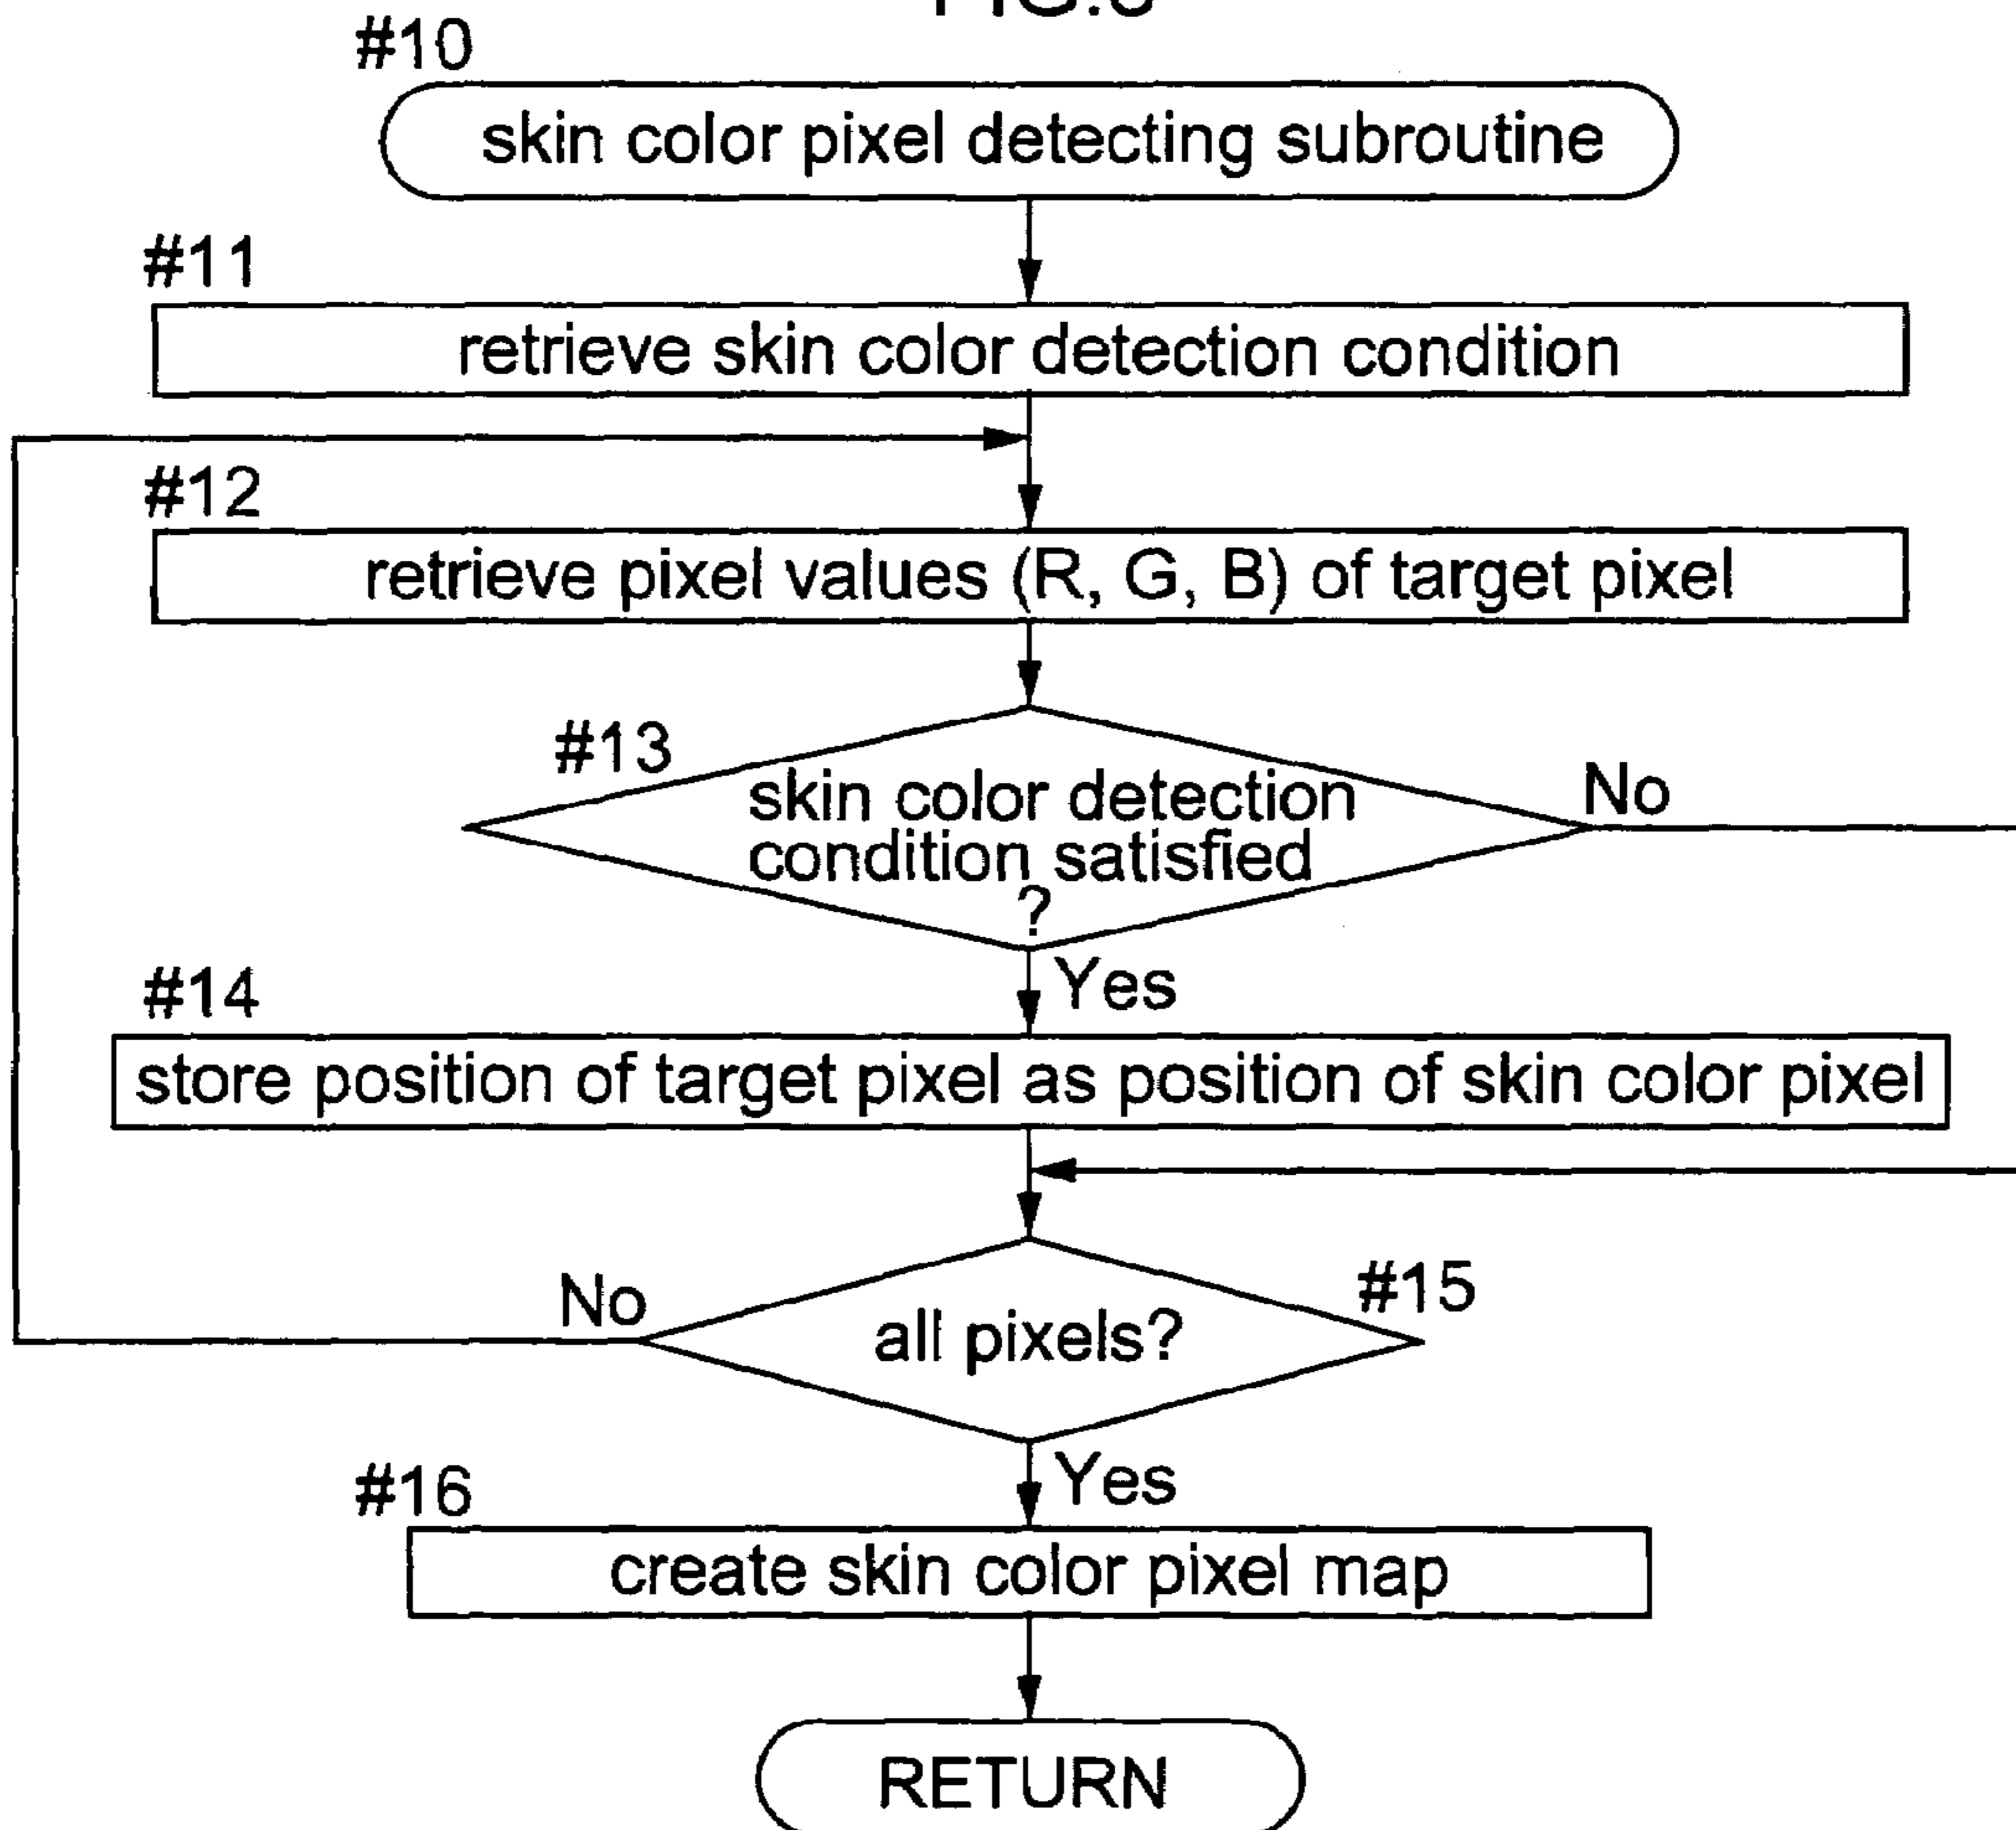 #10
skin color pixel detecting subroutine
#11
retrieve skin color detection condition
#12
retrieve pixel values (R, G, B) of target pixel
#13
skin color detection
condition satisfied
?
No
Yes
#14
store position of target pixel as position of skin color pixel
#15
all pixels?
No
Yes
#16
create skin color pixel map
RETURN